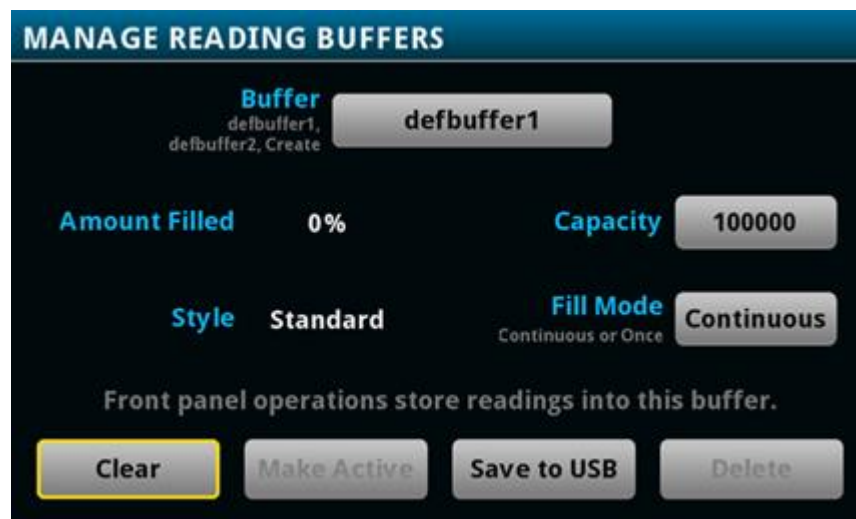 MANAGE READING BUFFERS
Buffer
defbuffer1,
defbuffer2, Create
defbuffer1
Amount Filled
0%
Capacity
100000
Style
Standard
Fill Mode
Continuous or Once
Continuous
Front panel operations store readings into this buffer.
Clear
Make Active
Save to USB
Delete